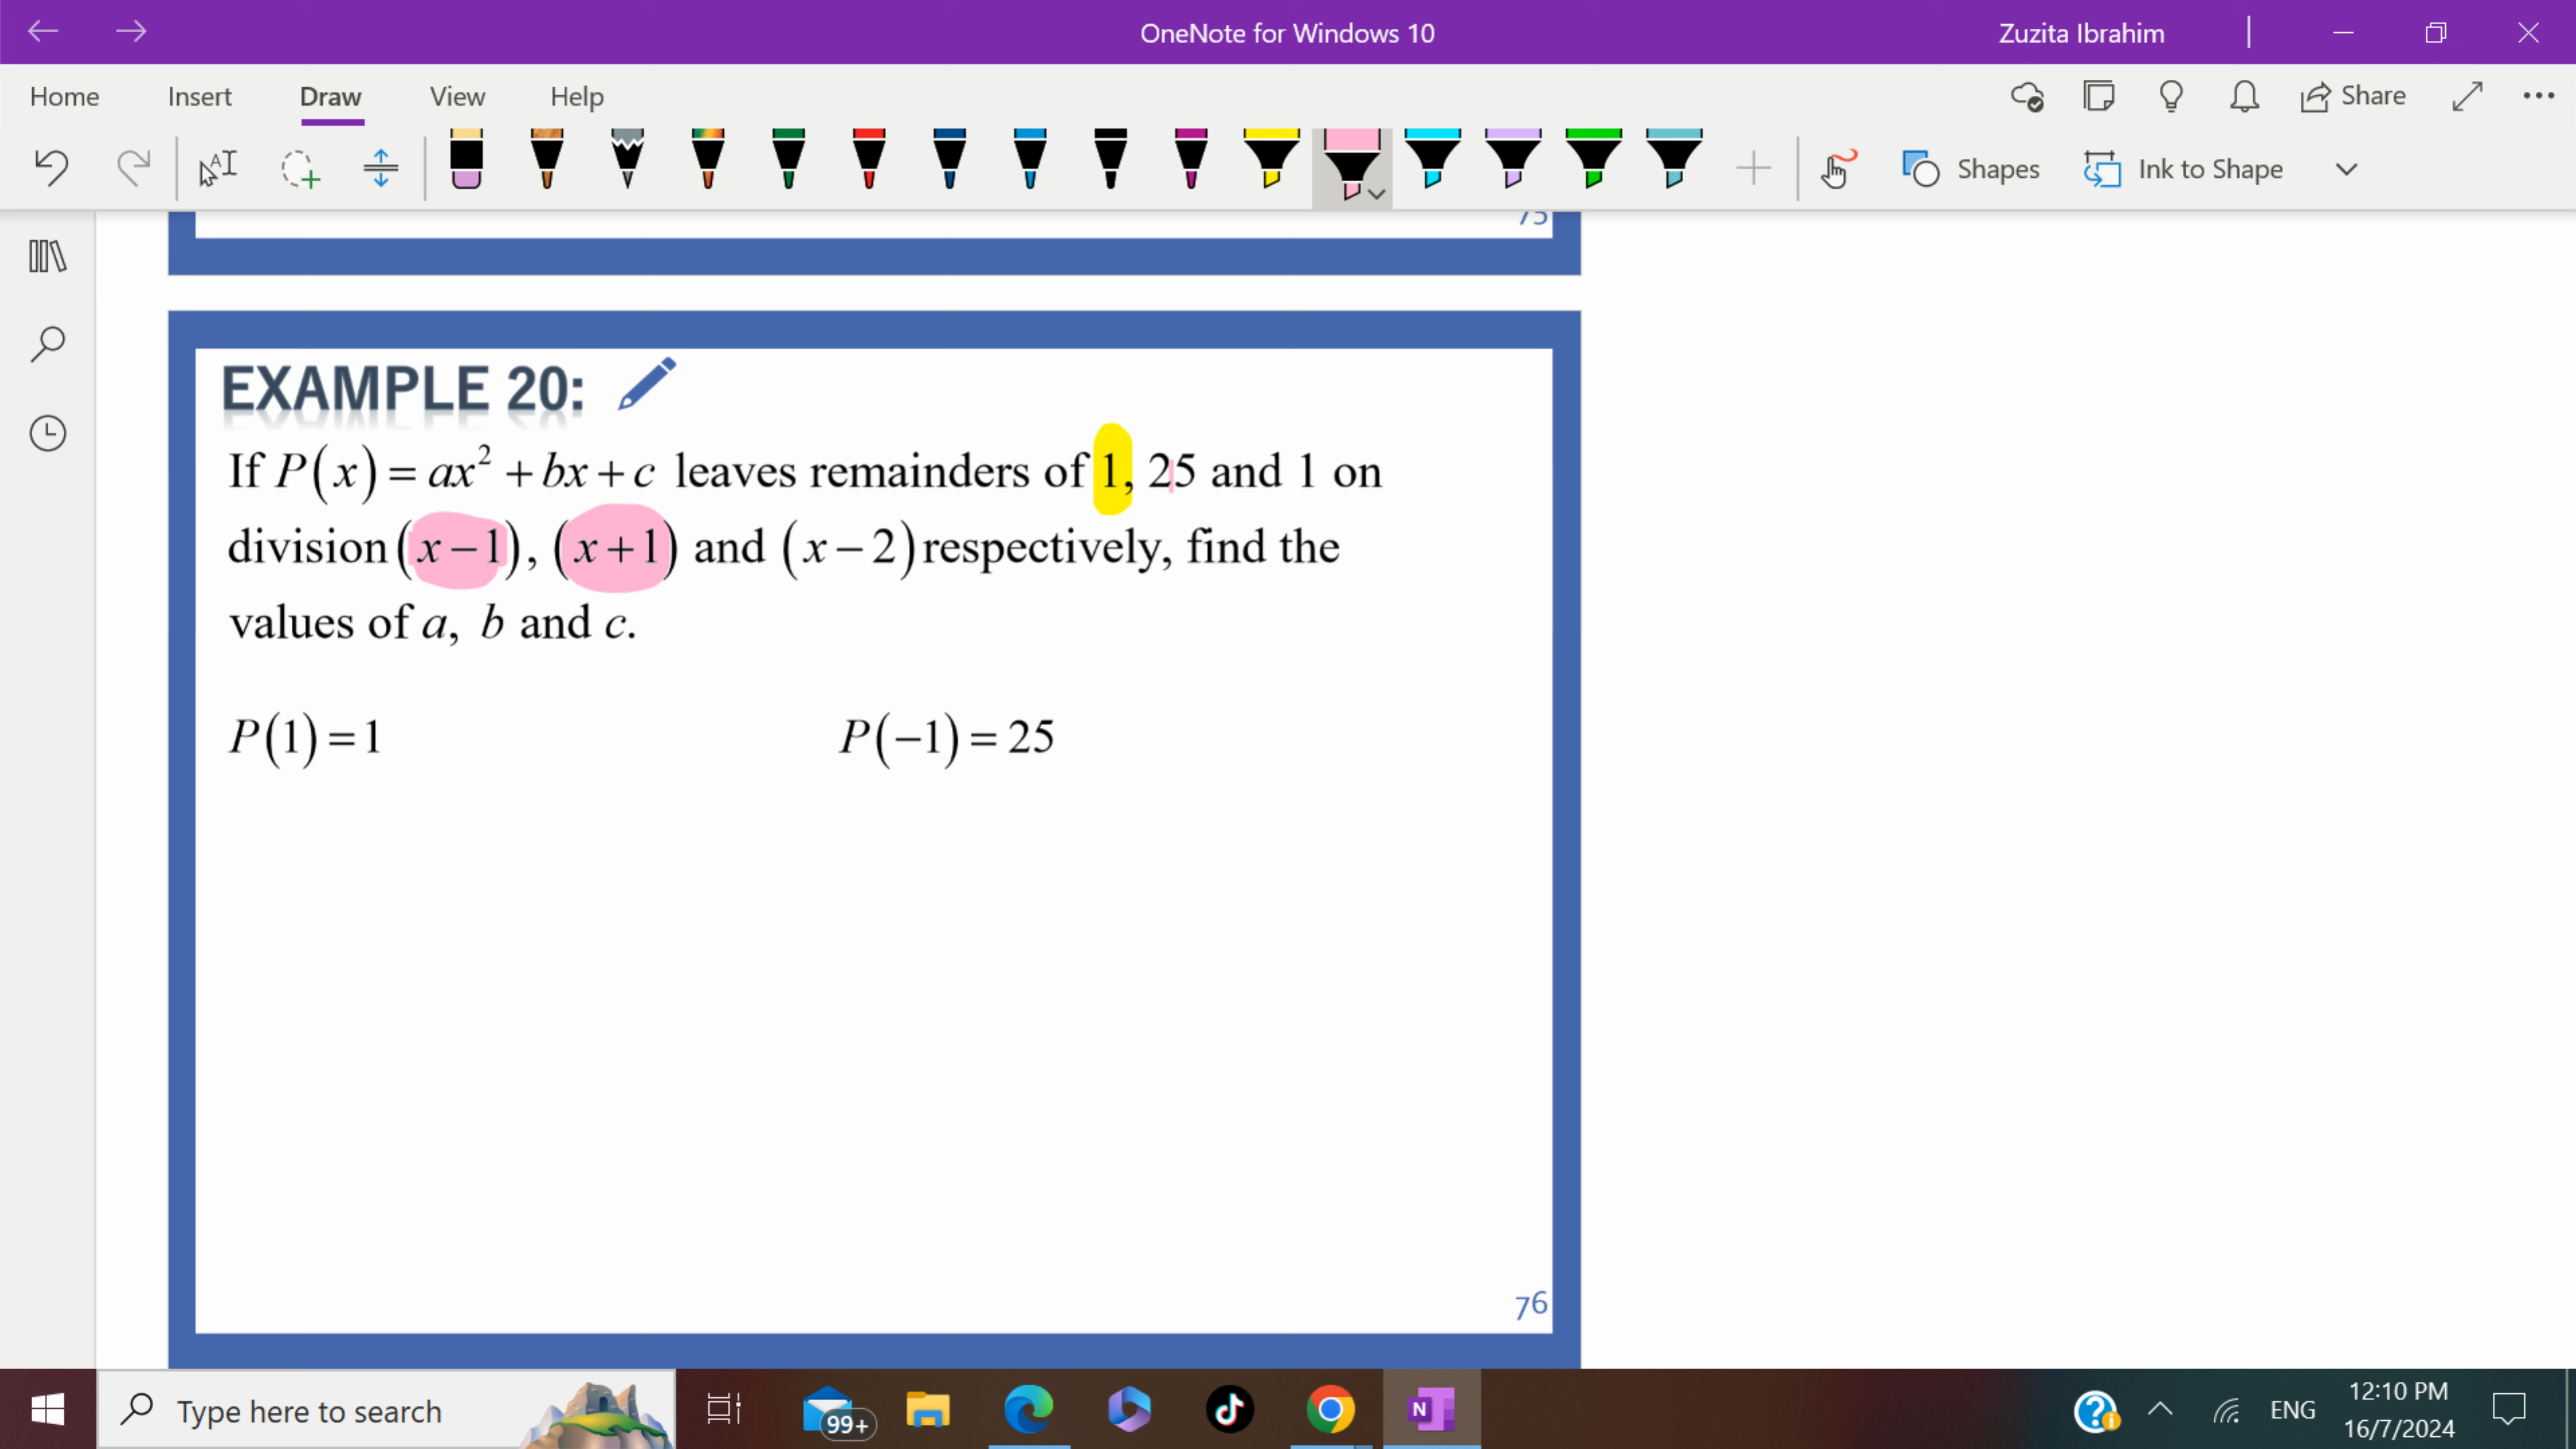 OneNote for Windows 10
Zuzita Ibrahim
Home Insert Draw View Help
Share
Shapes Ink to Shape
75
EXAMPLE 20:
If P(x) = ax² + bx + c leaves remainders of 1, 25 and 1 on
division (x − 1), (x + 1) and (x − 2) respectively, find the
values of a, b and c.
P(1) = 1 P(−1) = 25
76
Type here to search
99+
N
ENG
12:10 PM
16/7/2024